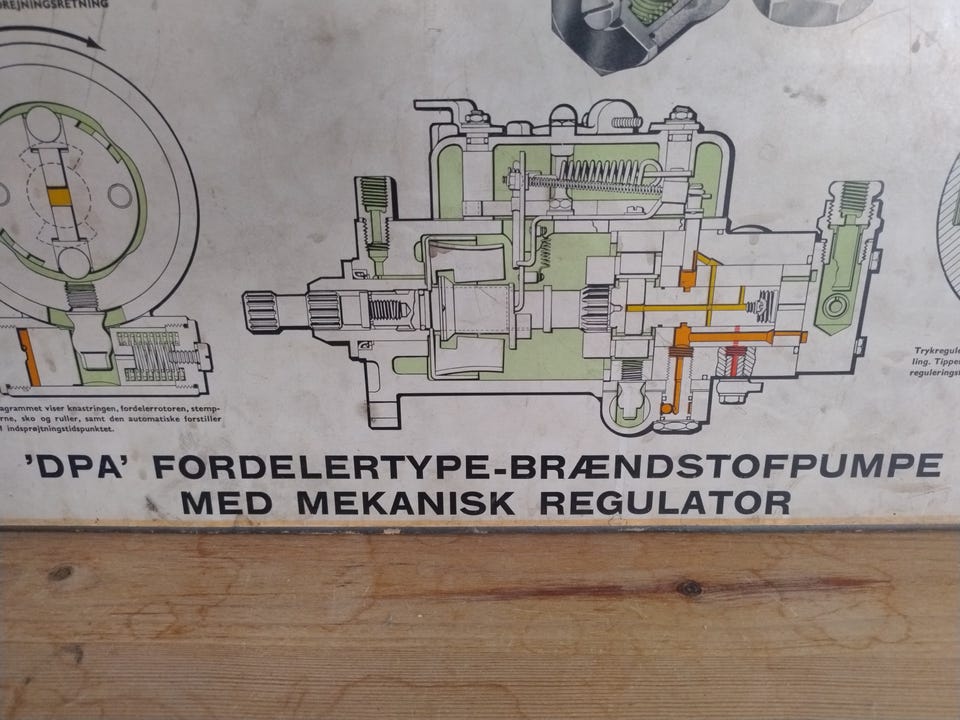 DREJNINGSRETNING
agrammet viser knastringen, fordelerrotoren, stemp-
rne, sko og ruller, samt den automatiske forstiller
indsprøjtningstidspunktet.
Trykregule
ling. Tippe
regulerings
'DPA' FORDELERTYPE-BRÆNDSTOFPUMPE
MED MEKANISK REGULATOR